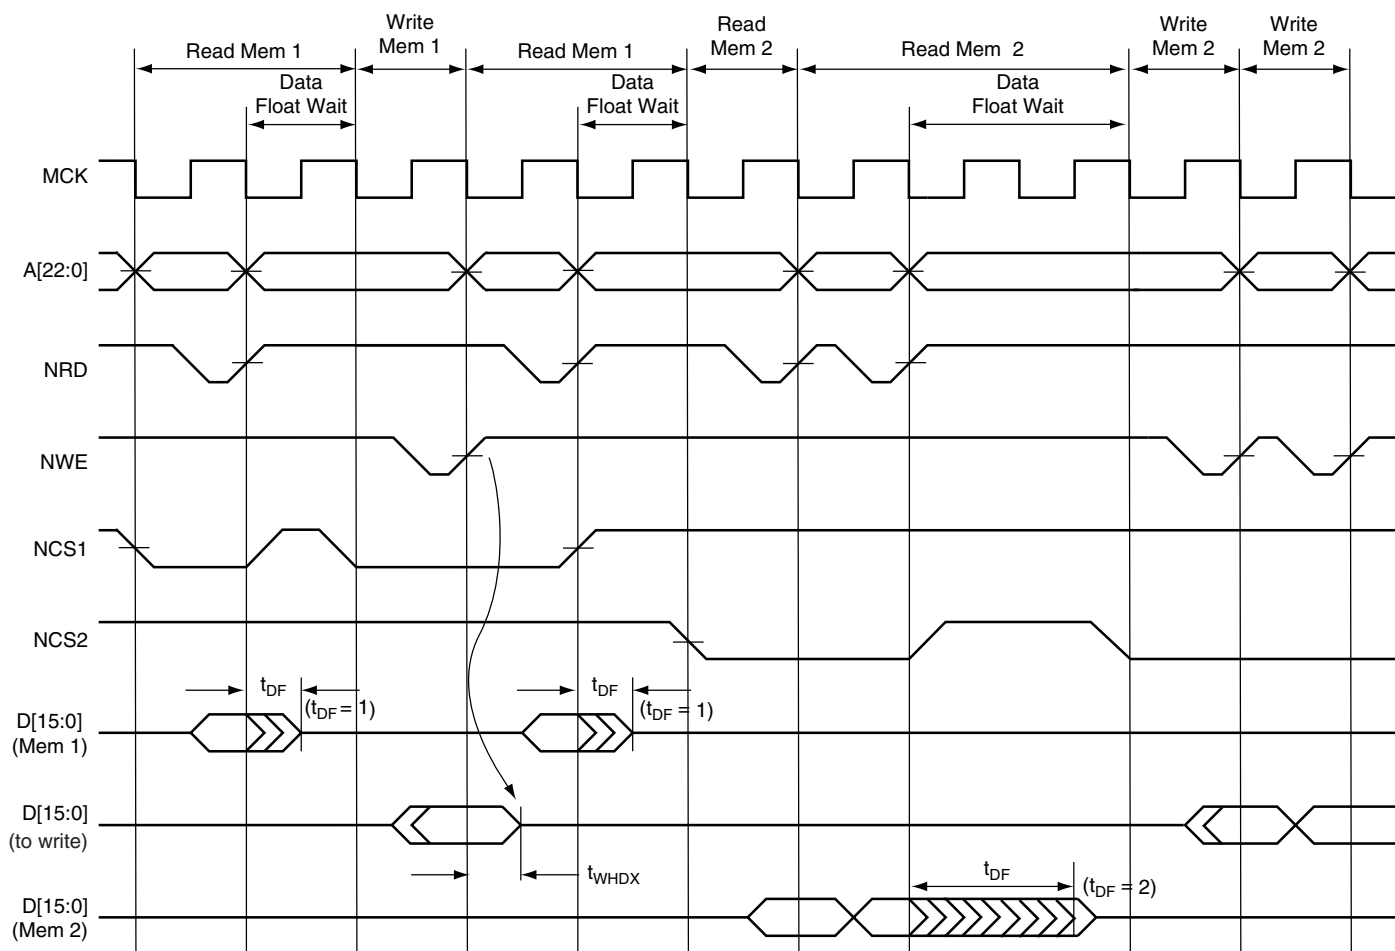 Read Mem 1
Write
Mem 1
Read Mem 1
Read
Mem 2
Read Mem 2
Write
Mem 2
Write
Mem 2
Data
Float Wait
Data
Float Wait
Data
Float Wait
MCK
A[22:0]
NRD
NWE
NCS1
NCS2
tDF
(tDF = 1)
tDF
(tDF = 1)
D[15:0]
(Mem 1)
D[15:0]
(to write)
tWHDX
tDF
(tDF = 2)
D[15:0]
(Mem 2)